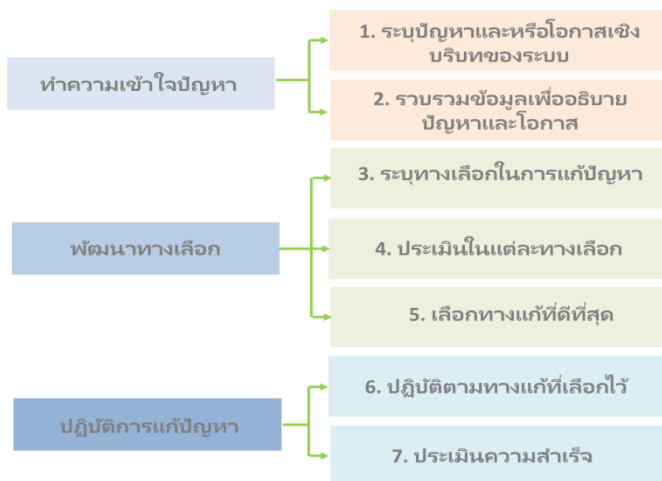 ทำความเข้าใจปัญหา
1. ระบุปัญหาและหรือโอกาสเชิง
บริบทของระบบ
2. รวบรวมข้อมูลเพื่ออธิบาย
ปัญหาและโอกาส
พัฒนาทางเลือก
3. ระบุทางเลือกในการแก้ปัญหา
4. ประเมินในแต่ละทางเลือก
5. เลือกทางแก้ที่ดีที่สุด
ปฏิบัติการแก้ปัญหา
6. ปฏิบัติตามทางแก้ที่เลือกไว้
7. ประเมินความสำเร็จ